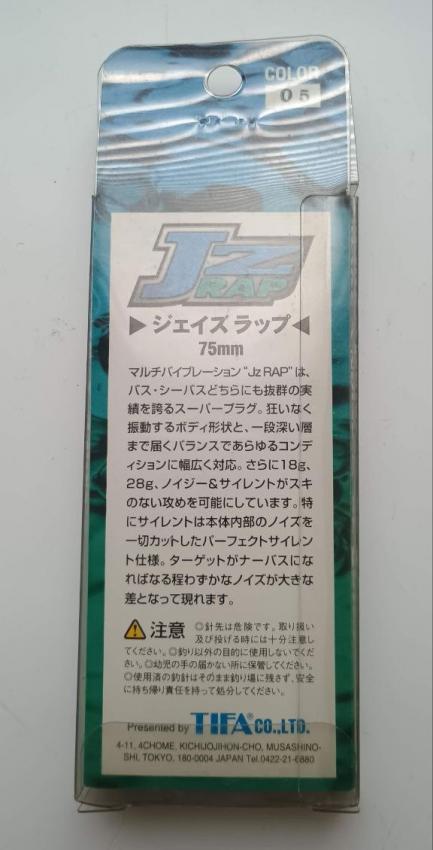 COLOR
05
Jz
RAP
▶ジェイズ ラップ◀
75mm
マルチバイブレーション“Jz RAP”は、
バス・シーバスどちらにも抜群の実
績を誇るスーパープラグ。狂いなく
振動するボディ形状と、一段深い層
まで届くバランスであらゆるコンデ
ィションに幅広く対応。さらに18g、
28g、ノイジー&サイレントがスキ
のない攻めを可能にしています。特
にサイレントは本体内部のノイズを
一切カットしたパーフェクトサイレン
ト仕様。ターゲットがナーバスにな
ればなる程わずかなノイズが大きな
差となって現れます。
注意 ◎針先は危険です。取り扱い
及び投げる時には十分注意し
てください。◎釣り以外の目的に使用しないでくだ
さい。◎幼児の手の届かない所に保管してください。
◎使用済の釣針はそのまま釣り場に残さず、安全
に持ち帰り責任を持って処分してください。
Presented by TIFA CO.,LTD.
4-11, 4CHOME, KICHIJOJIHON-CHO, MUSASHINO-
SHI, TOKYO, 180-0004 JAPAN Tel.0422-21-6880